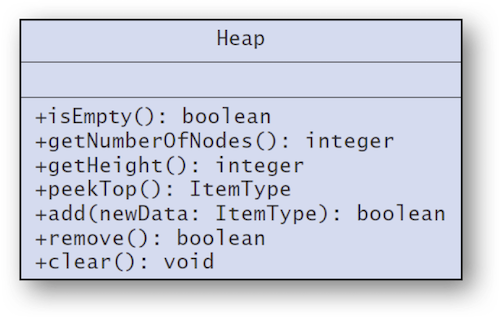 Heap
+isEmpty(): boolean
+getNumberOfNodes(): integer
+getHeight(): integer
+peekTop(): ItemType
+add(newData: ItemType): boolean
+remove(): boolean
+clear(): void